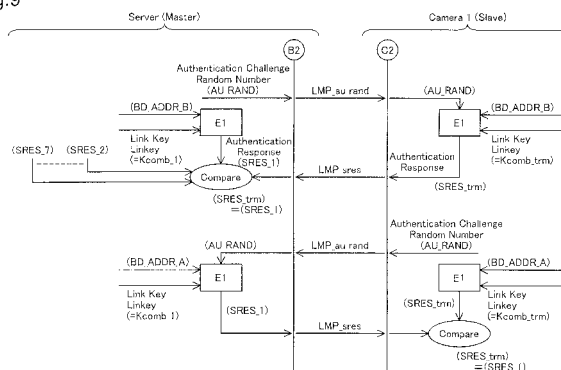 Server (Master)
Camera 1 (Slave)
B2
C2
Authentication Challenge
Random Number
(AU RAND)
LMP_au rand
(AU_RAND)
(BD_ADDR_B)
E1
E1
(BD_ADDR_B)
Link Key
Linkey
(=Kcomb_1)
Authentication
Response
(SRES_1)
Authentication
Response
Link Key
Linkey
(=Kcomb_trm)
(SRES_7)
(SRES_2)
Compare
LMP_sres
(SRES_trm)
(SRES_trm)
=(SRES_1)
Authentication Challenge
Random Number
(AU RAND)
LMP_au rand
(AU_RAND)
(BD_ADDR_A)
E1
E1
(BD_ADDR_A)
Link Key
Linkey
(=Kcomb 1)
(SRES_1)
(SRES_trm)
Link Key
Linkey
(=Kcomb_trm)
LMP_sres
Compare
(SRES_trm)